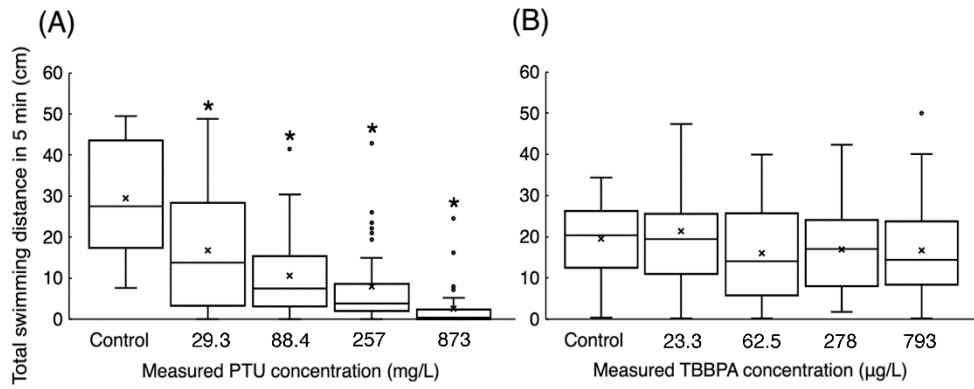 (A)
(B)
Total swimming distance in 5 min (cm)
60
50
40
30
20
10
0
*
*
*
*
Control 29.3 88.4 257 873
Measured PTU concentration (mg/L)
60
50
40
30
20
10
0
Control 23.3 62.5 278 793
Measured TBBPA concentration (µg/L)